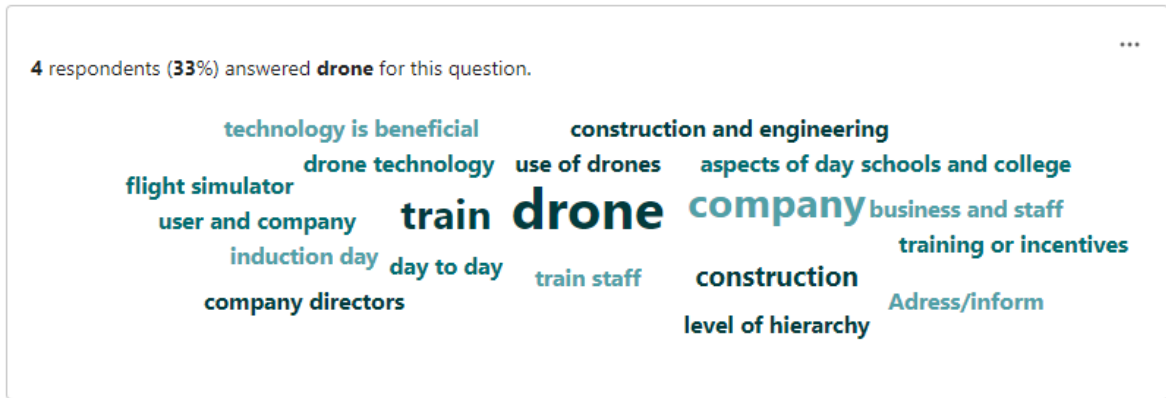 4 respondents (33%) answered drone for this question.
technology is beneficial construction and engineering
drone technology use of drones aspects of day schools and college
flight simulator
train drone company business and staff
user and company
training or incentives
induction day day to day
train staff construction
company directors Adress/inform
level of hierarchy